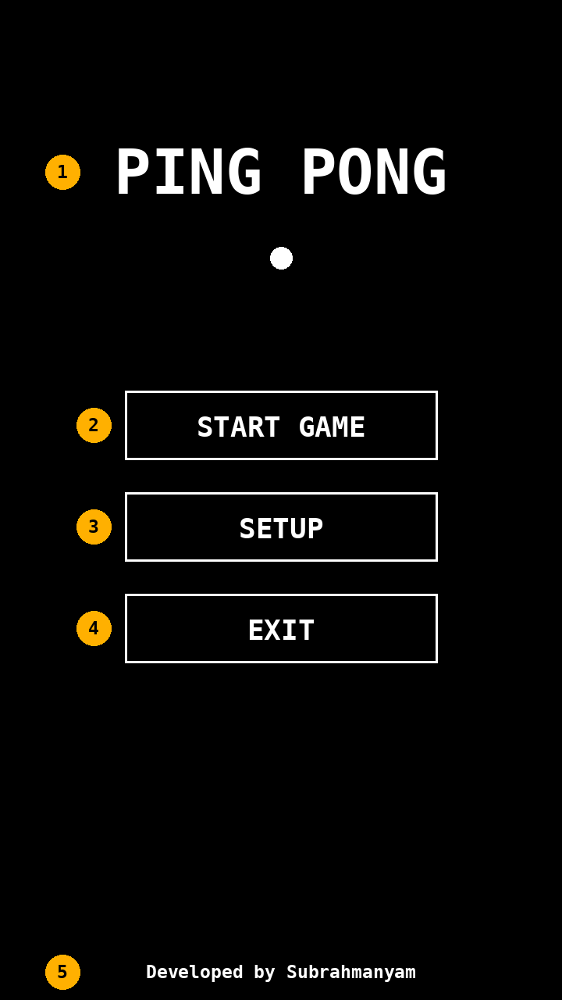 1 PING PONG
2 START GAME
3 SETUP
4 EXIT
5 Developed by Subrahmanyam